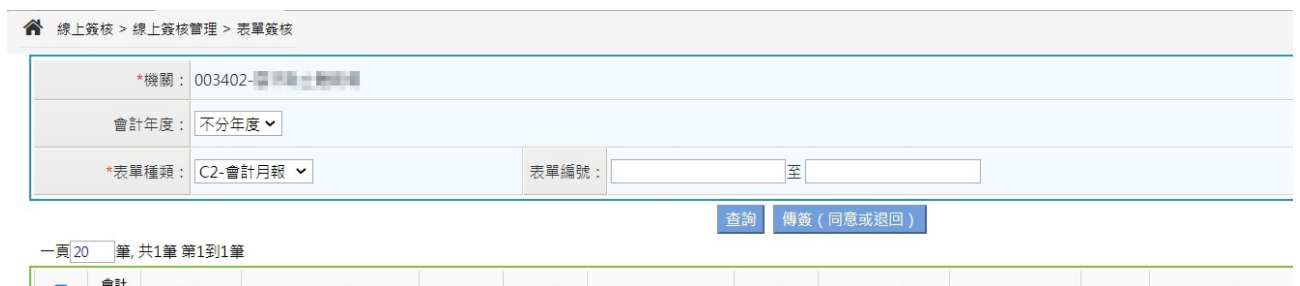 線上簽核 > 線上簽核管理 > 表單簽核
*機關： 003402-
會計年度： 不分年度
*表單種類： C2-會計月報 表單編號： 至
查詢 傳簽（同意或退回）
一頁20 筆, 共1筆 第1到1筆
會計